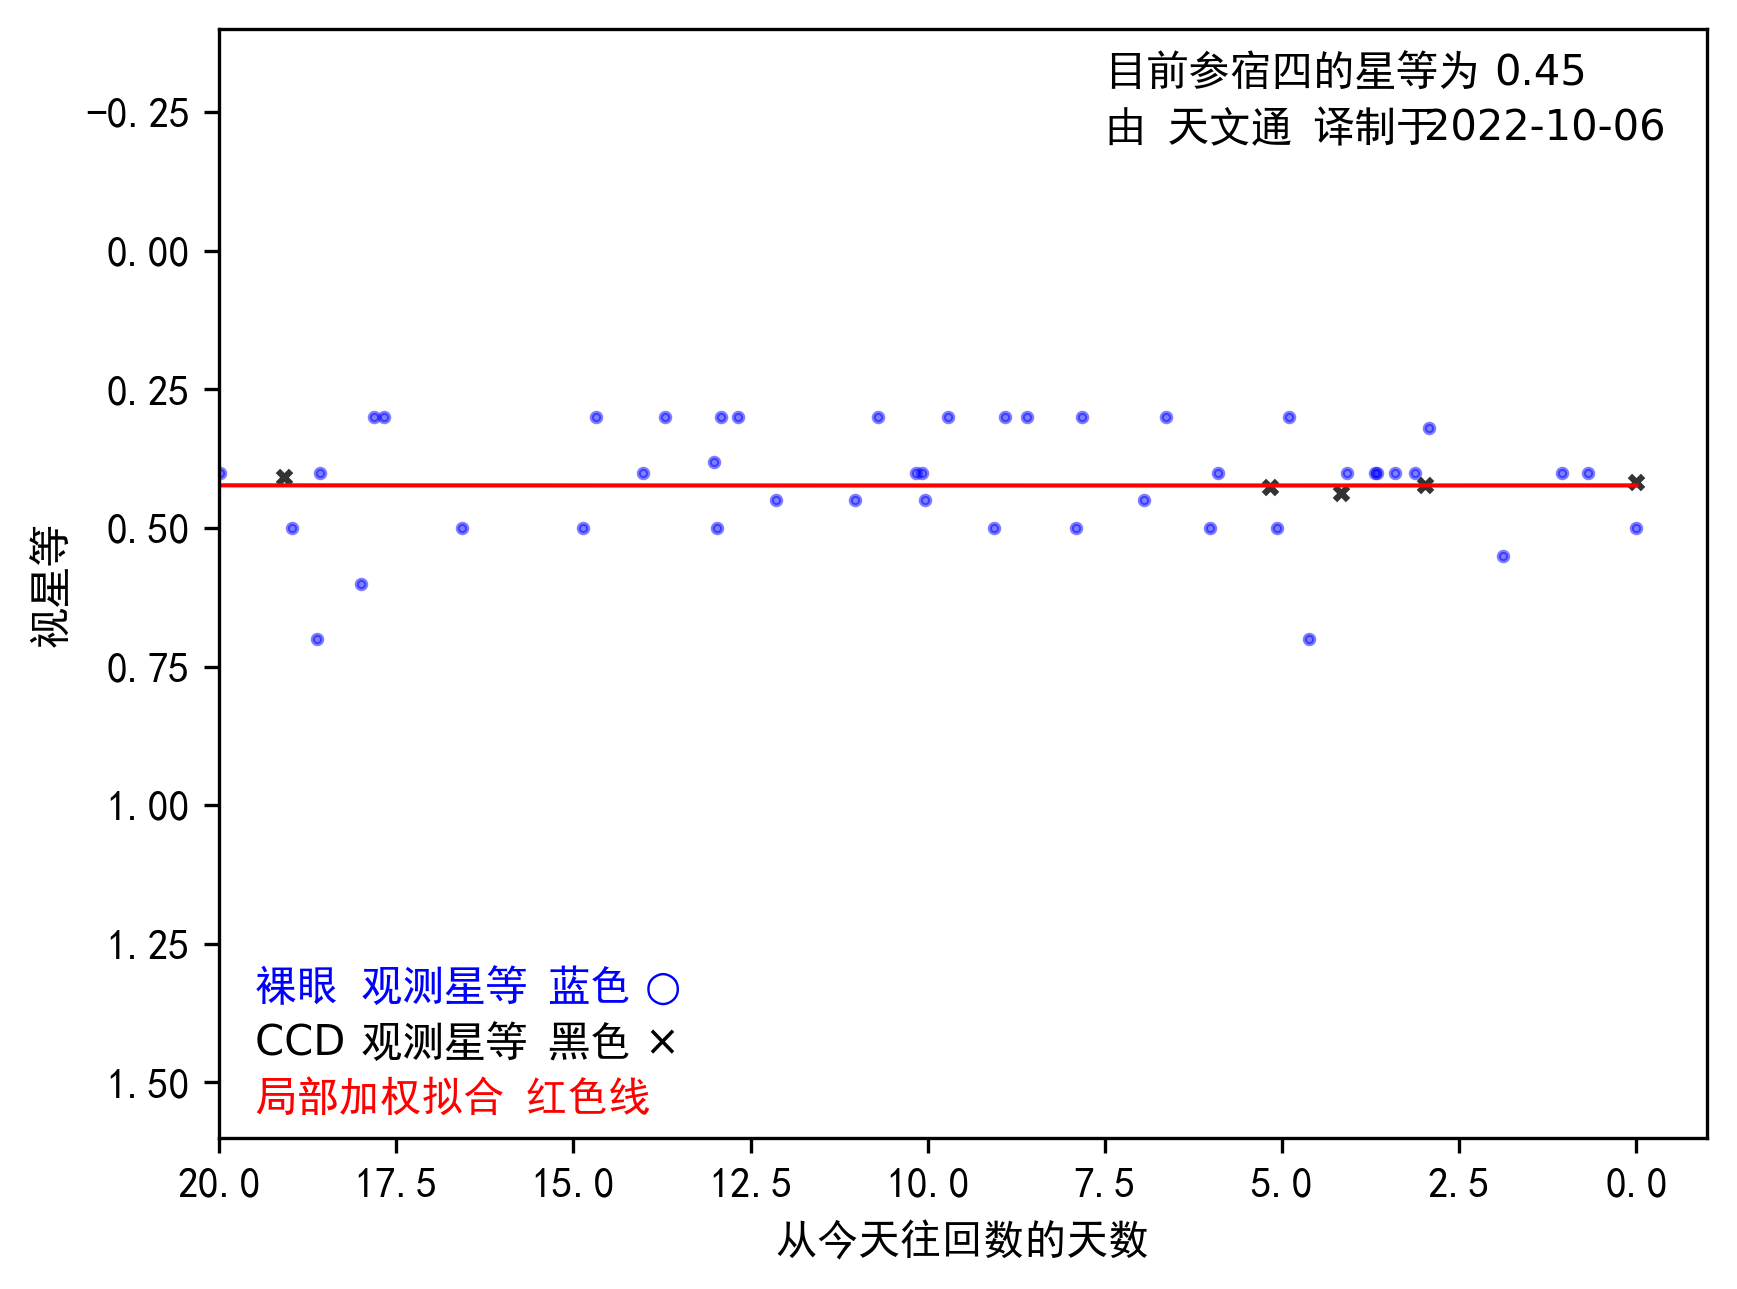 目前参宿四的星等为 0.45
由 天文通 译制于2022-10-06
−0.25
0.00
0.25
0.50
0.75
1.00
1.25
1.50
视星等
裸眼 观测星等 蓝色 ○
CCD 观测星等 黑色 ×
局部加权拟合 红色线
20.0 17.5 15.0 12.5 10.0 7.5 5.0 2.5 0.0
从今天往回数的天数